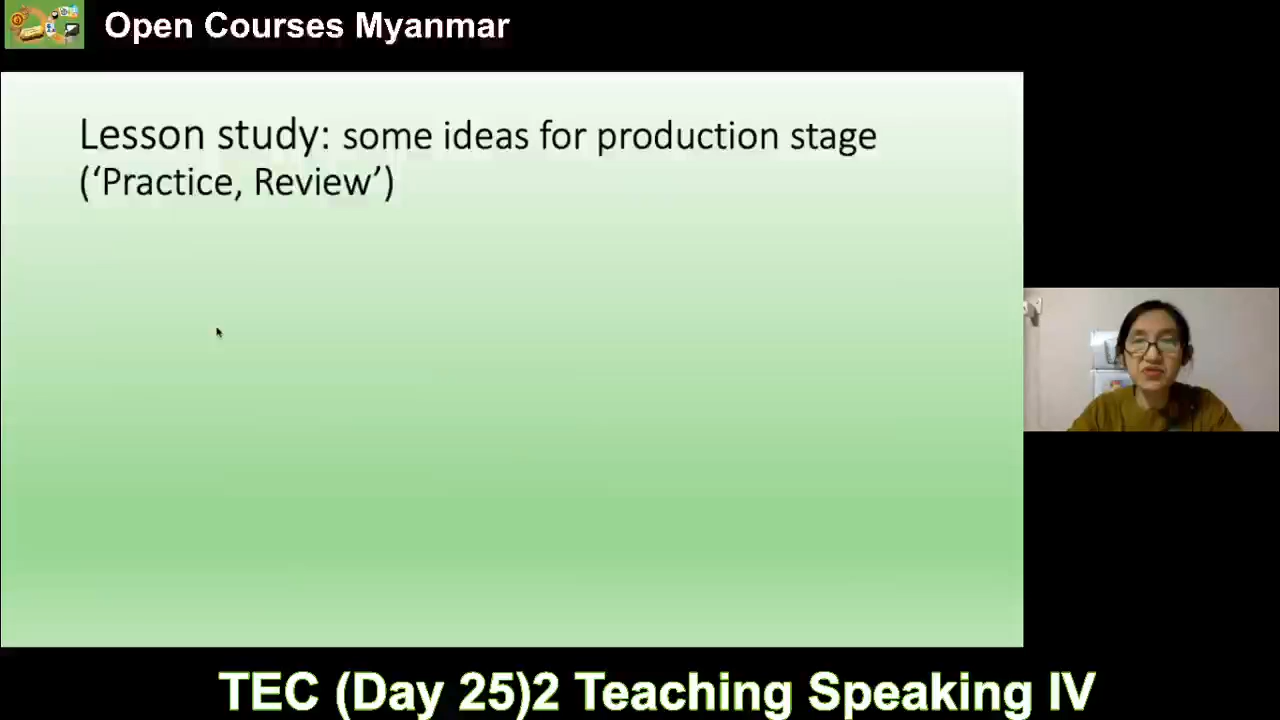 Open Courses Myanmar
Lesson study: some ideas for production stage
(‘Practice, Review’)
TEC (Day 25)2 Teaching Speaking IV